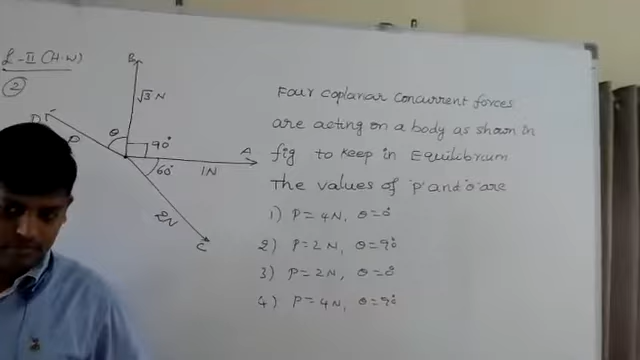 L-II (H.W)
2
B
√3 N
D
P
θ
90°
A
60°
1N
2N
C
Four coplanar concurrent forces
are acting on a body as shown in
fig to keep in Equilibrium
The values of 'P' and 'θ' are
1) P = 4N, θ = 0°
2) P = 2N, θ = 90°
3) P = 2N, θ = 0°
4) P = 4N, θ = 90°